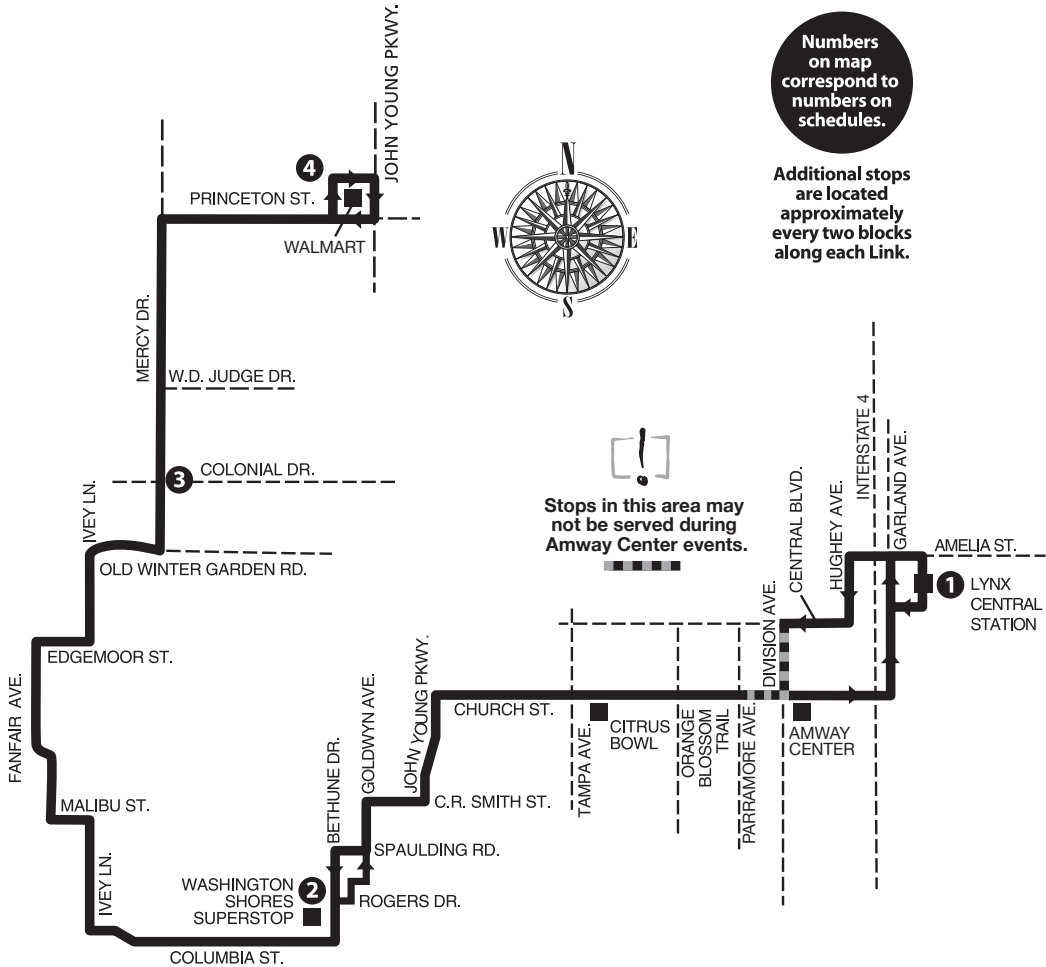 JOHN YOUNG PKWY.
Numbers
on map
correspond to
numbers on
schedules.
Additional stops
are located
approximately
every two blocks
along each Link.
4
PRINCETON ST.
WALMART
N
W
E
S
MERCY DR.
W.D. JUDGE DR.
3
COLONIAL DR.
IVEY LN.
OLD WINTER GARDEN RD.
!
Stops in this area may
not be served during
Amway Center events.
INTERSTATE 4
GARLAND AVE.
HUGHEY AVE.
CENTRAL BLVD.
AMELIA ST.
1
LYNX
CENTRAL
STATION
DIVISION AVE.
EDGEMOOR ST.
FANFAIR AVE.
MALIBU ST.
IVEY LN.
COLUMBIA ST.
BETHUNE DR.
GOLDWYN AVE.
JOHN YOUNG PKWY.
CHURCH ST.
TAMPA AVE.
CITRUS
BOWL
ORANGE
BLOSSOM
TRAIL
PARRAMORE AVE.
AMWAY
CENTER
C.R. SMITH ST.
SPAULDING RD.
2
WASHINGTON
SHORES
SUPERSTOP
ROGERS DR.